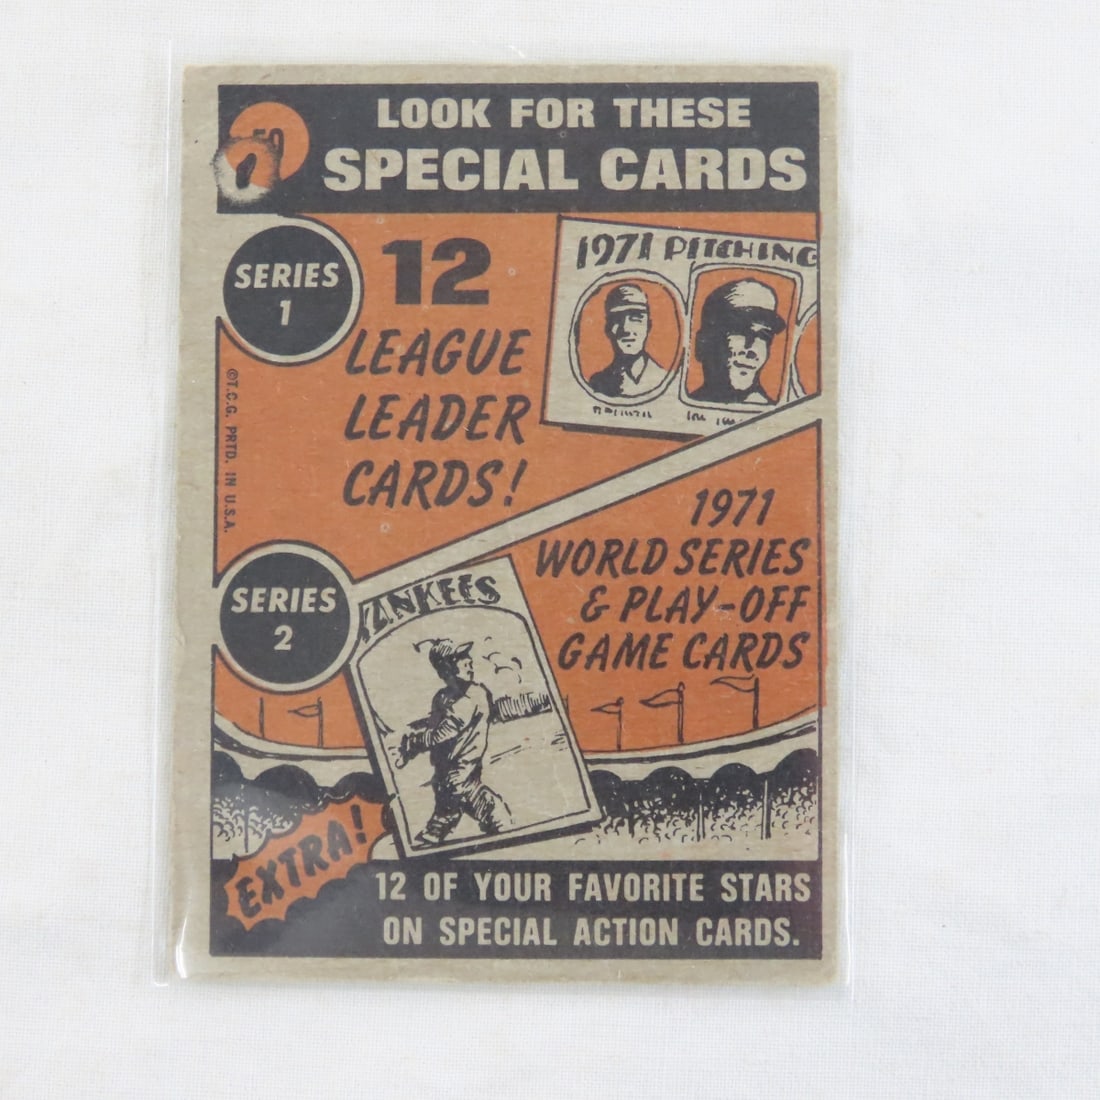 LOOK FOR THESE
SPECIAL CARDS
50
SERIES
1
12
LEAGUE
LEADER
CARDS!
1971 PITCHING
©T.C.G. PRTD. IN U.S.A.
1971
WORLD SERIES
& PLAY-OFF
GAME CARDS
SERIES
2
YANKEES
EXTRA!
12 OF YOUR FAVORITE STARS
ON SPECIAL ACTION CARDS.